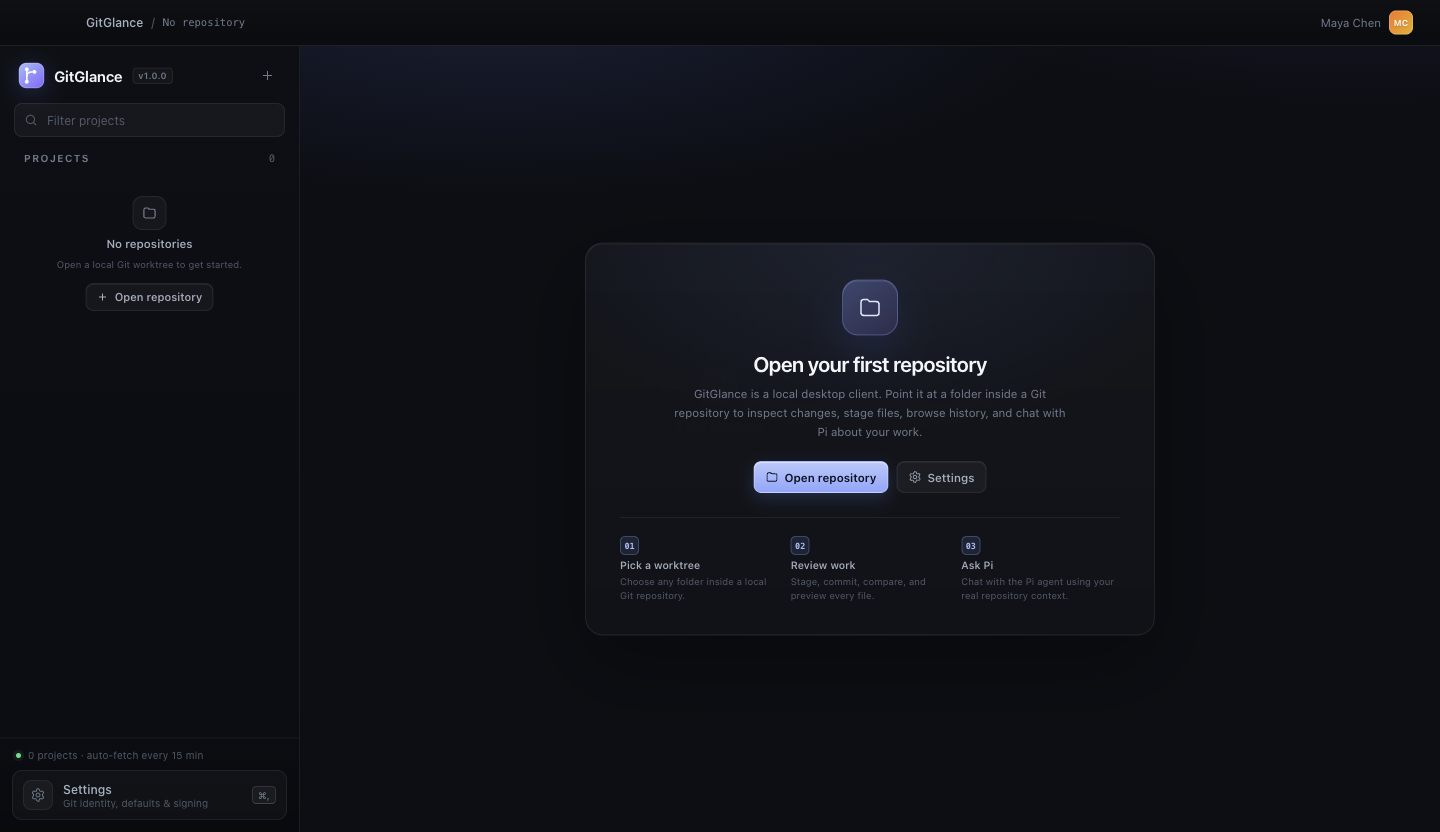 GitGlance / No repository
Maya Chen
MC
GitGlance v1.0.0
Filter projects
PROJECTS 0
No repositories
Open a local Git worktree to get started.
Open repository
0 projects · auto-fetch every 15 min
Settings
Git identity, defaults & signing
⌘,
Open your first repository
GitGlance is a local desktop client. Point it at a folder inside a Git
repository to inspect changes, stage files, browse history, and chat with
Pi about your work.
Open repository
Settings
01
Pick a worktree
Choose any folder inside a local
Git repository.
02
Review work
Stage, commit, compare, and
preview every file.
03
Ask Pi
Chat with the Pi agent using your
real repository context.